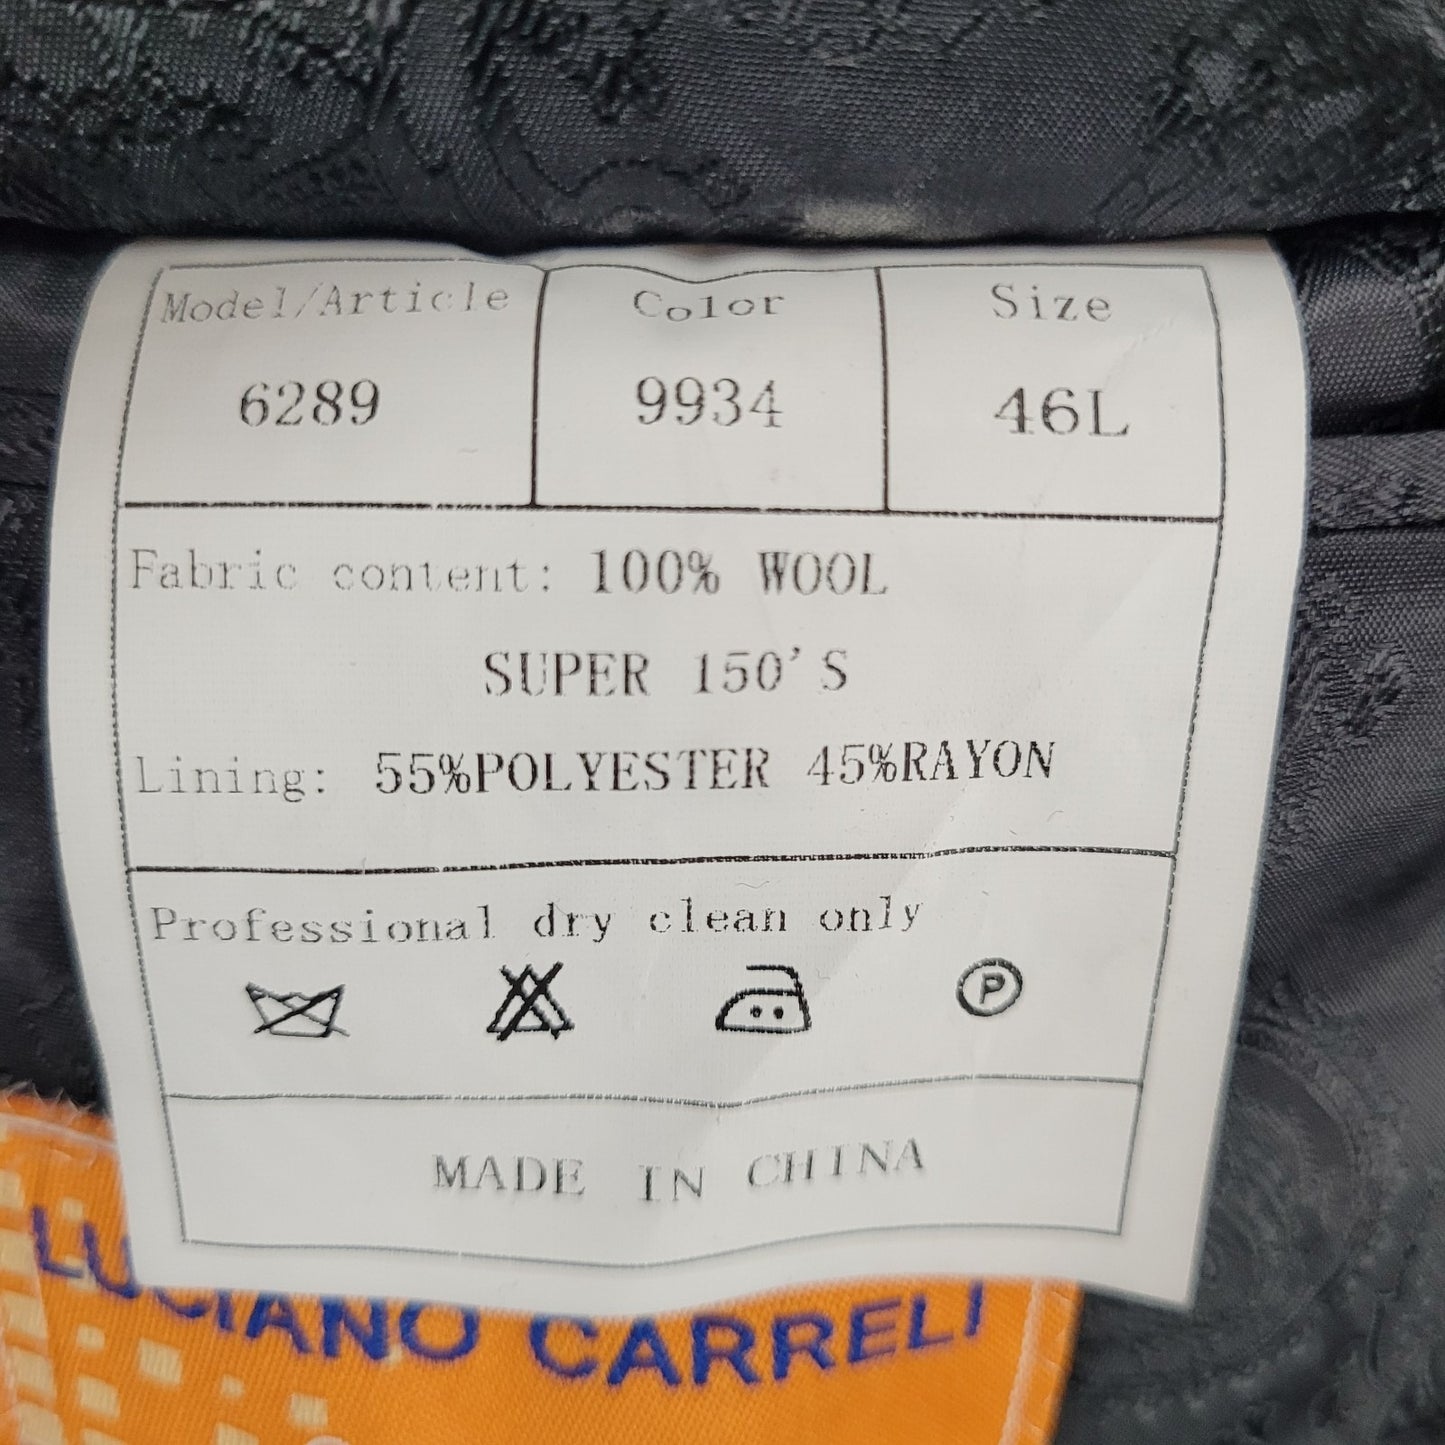 Model/Article Color Size
6289 9934 46L
Fabric content: 100% WOOL
SUPER 150'S
Lining: 55%POLYESTER 45%RAYON
Professional dry clean only
P
MADE IN CHINA
LUCIANO CARRELI